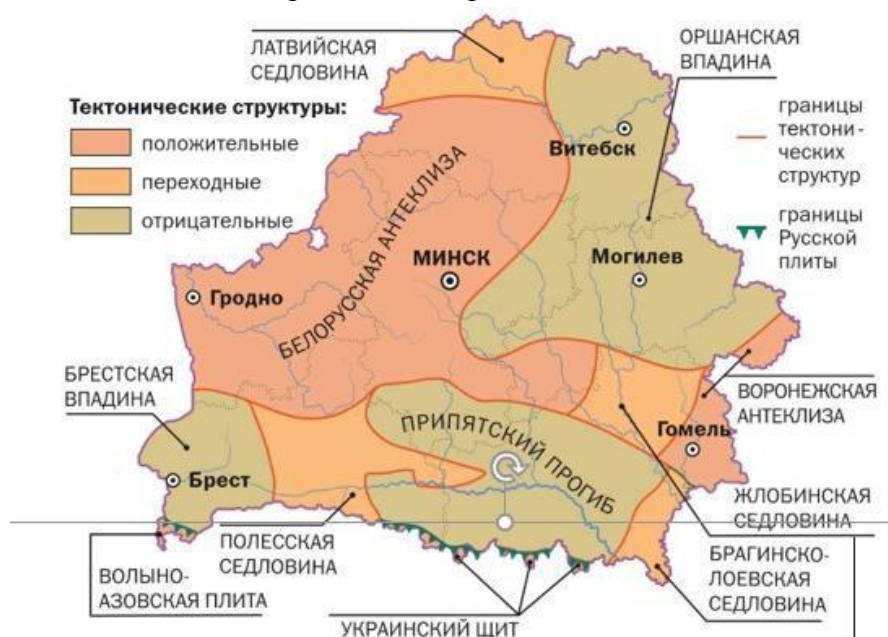 ЛАТВИЙСКАЯ
СЕДЛОВИНА
ОРШАНСКАЯ
ВПАДИНА
Тектонические структуры:
положительные
переходные
отрицательные
границы
тектони-
ческих
структур
границы
Русской
плиты
Витебск
БЕЛОРУССКАЯ АНТЕКЛИЗА
МИНСК
Могилев
Гродно
БРЕСТСКАЯ
ВПАДИНА
ВОРОНЕЖСКАЯ
АНТЕКЛИЗА
ПРИПЯТСКИЙ ПРОГИБ
Гомель
Брест
ЖЛОБИНСКАЯ
СЕДЛОВИНА
ПОЛЕССКАЯ
СЕДЛОВИНА
БРАГИНСКО-
ЛОЕВСКАЯ
СЕДЛОВИНА
ВОЛЫНО-
АЗОВСКАЯ ПЛИТА
УКРАИНСКИЙ ЩИТ